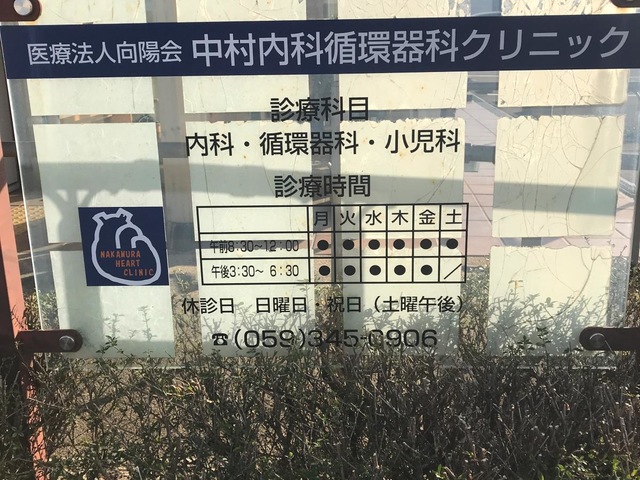 医療法人向陽会 中村内科循環器科クリニック
診療科目
内科・循環器科・小児科
診療時間
月 火 水 木 金 土
午前8:30~12:00 ● ● ● ● ● ●
午後3:30~ 6:30 ● ● ● ● ● /
NAKAMURA
HEART
CLINIC
休診日 日曜日・祝日（土曜午後）
☎(059)345-0906